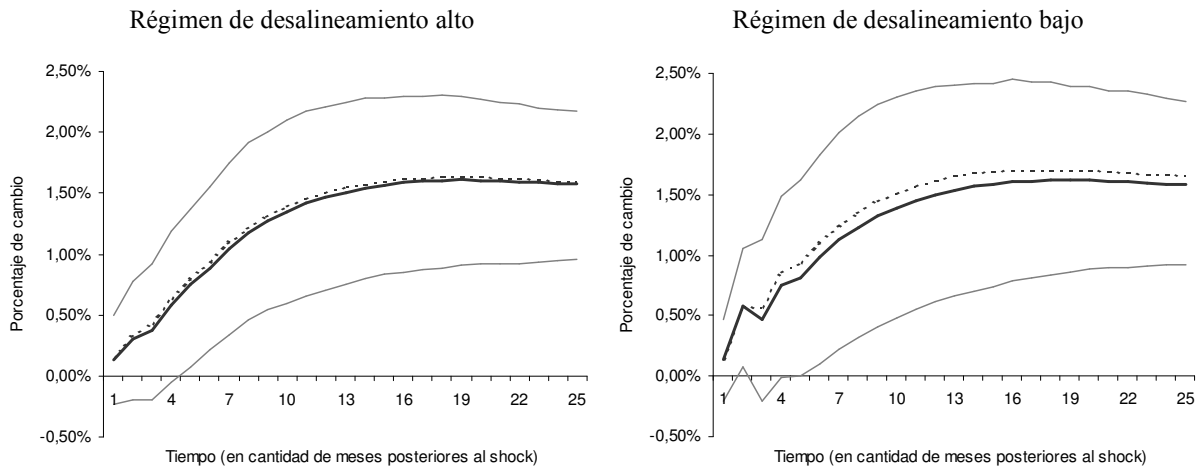 Régimen de desalineamiento alto
2,50%
2,00%
1,50%
1,00%
0,50%
0,00%
-0,50%
Porcentaje de cambio
1 4 7 10 13 16 19 22 25
Tiempo (en cantidad de meses posteriores al shock)
Régimen de desalineamiento bajo
2,50%
2,00%
1,50%
1,00%
0,50%
0,00%
-0,50%
Porcentaje de cambio
1 4 7 10 13 16 19 22 25
Tiempo (en cantidad de meses posteriores al shock)